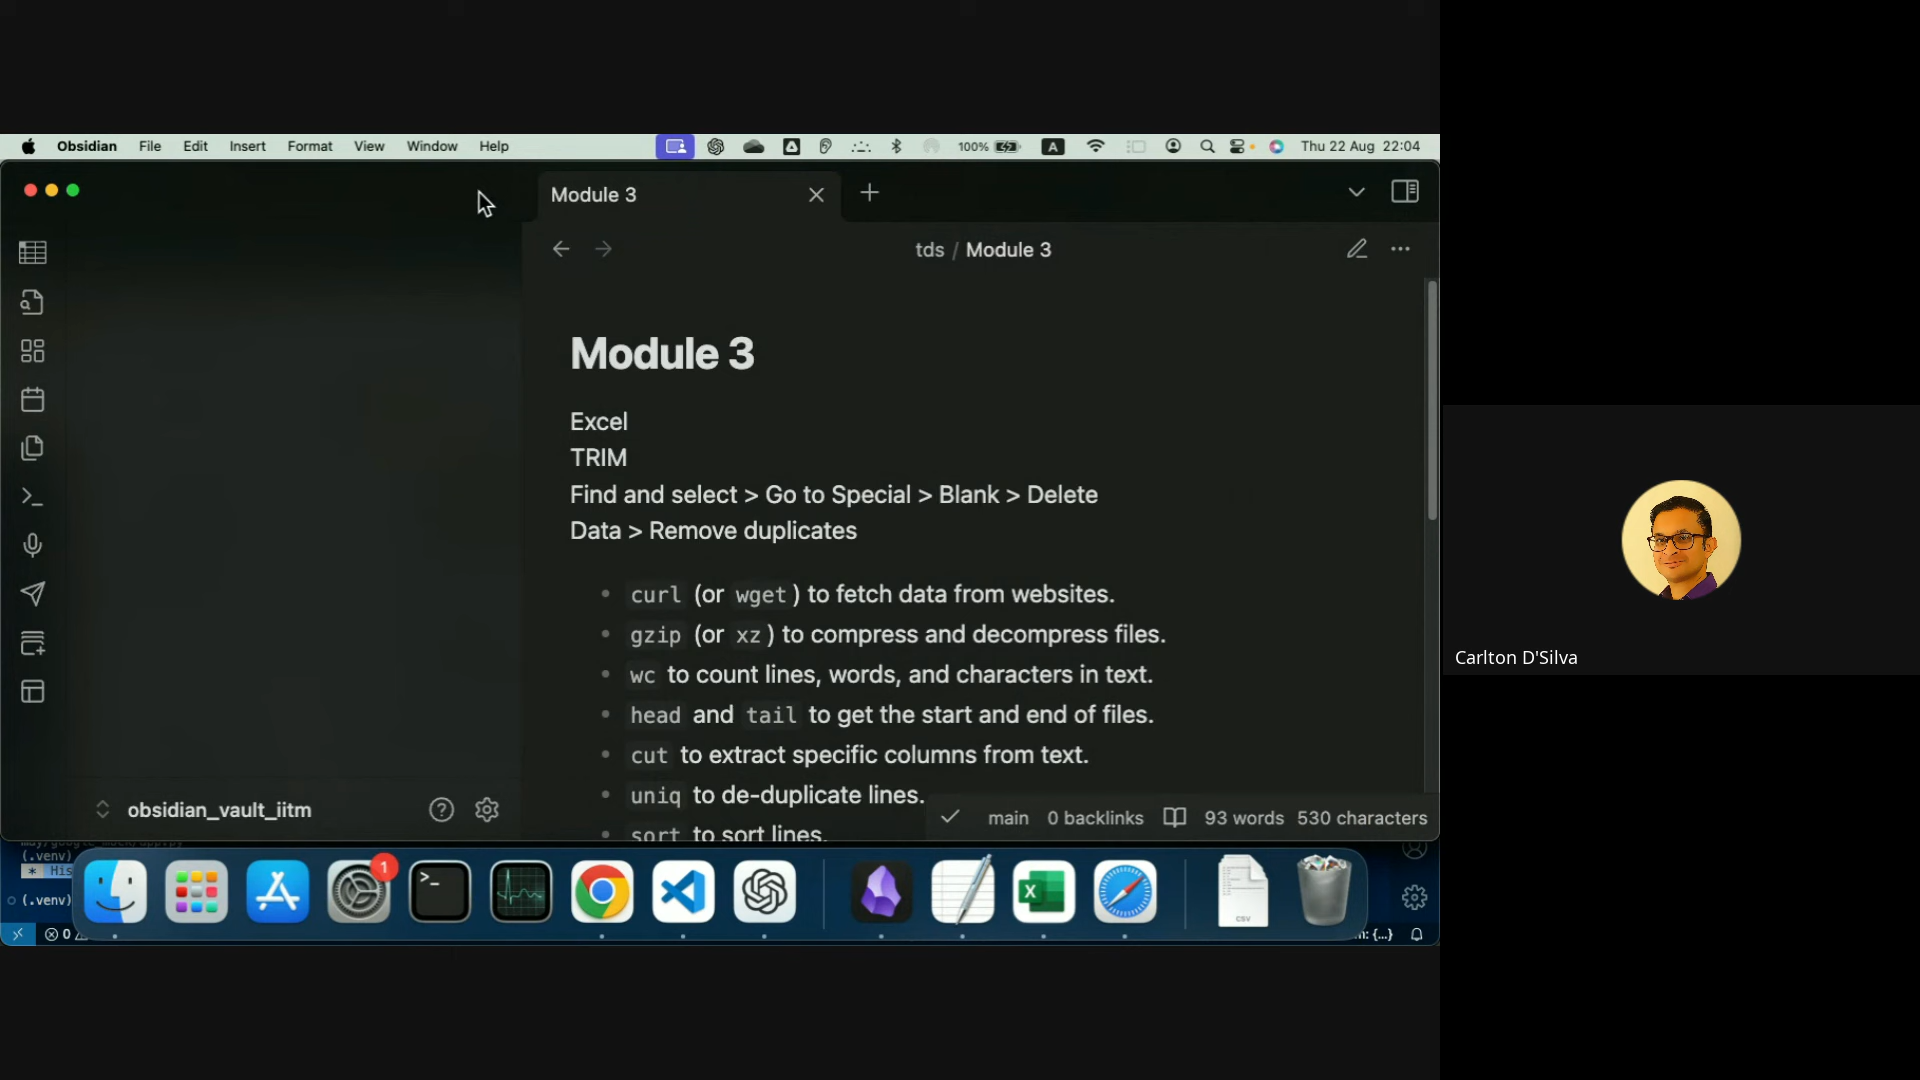 Obsidian File Edit Insert Format View Window Help 100% A Thu 22 Aug 22:04
Module 3
tds / Module 3
Module 3
Excel
TRIM
Find and select > Go to Special > Blank > Delete
Data > Remove duplicates
curl (or wget) to fetch data from websites.
gzip (or xz) to compress and decompress files.
wc to count lines, words, and characters in text.
head and tail to get the start and end of files.
cut to extract specific columns from text.
uniq to de-duplicate lines.
sort to sort lines.
obsidian_vault_iitm
main 0 backlinks 93 words 530 characters
(.venv)
* His
(.venv)
0
1
CSV
: {...}
Carlton D'Silva